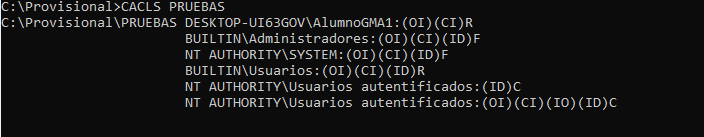 C:\Provisional>CACLS PRUEBAS
C:\Provisional\PRUEBAS DESKTOP-UI63GOV\AlumnoGMA1:(OI)(CI)R
BUILTIN\Administradores:(OI)(CI)(ID)F
NT AUTHORITY\SYSTEM:(OI)(CI)(ID)F
BUILTIN\Usuarios:(OI)(CI)(ID)R
NT AUTHORITY\Usuarios autentificados:(ID)C
NT AUTHORITY\Usuarios autentificados:(OI)(CI)(IO)(ID)C